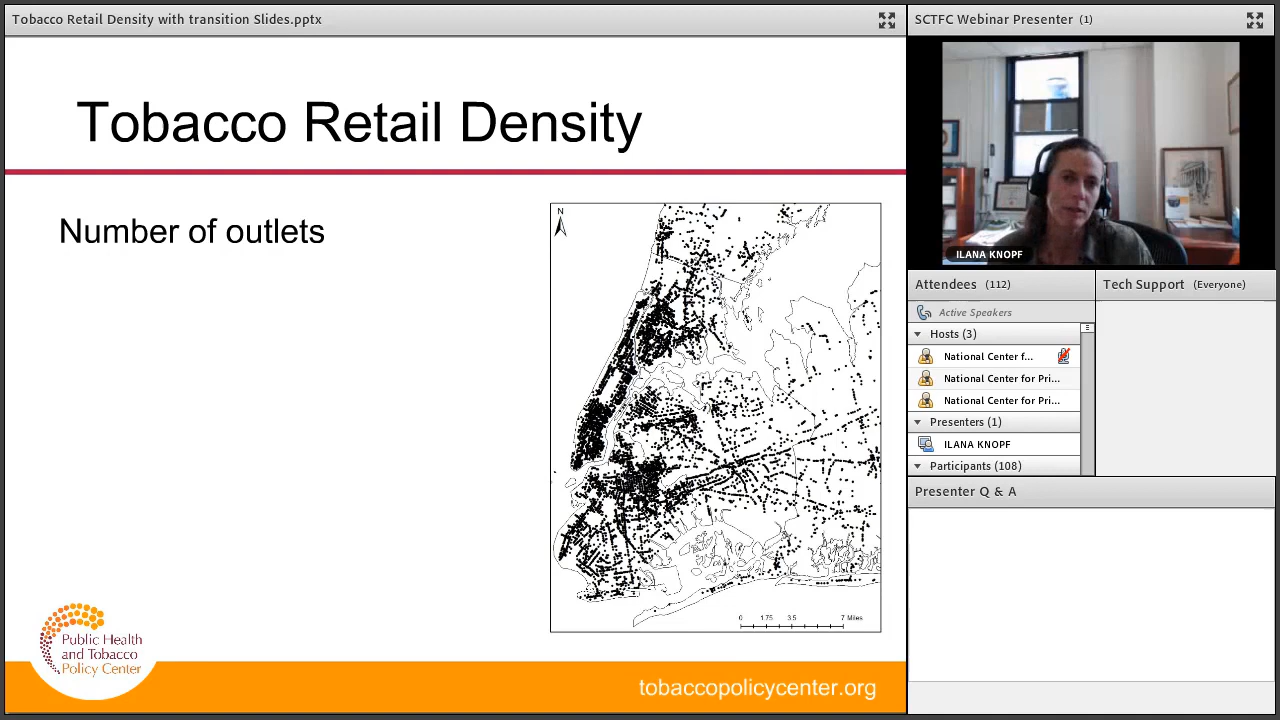 Tobacco Retail Density with transition Slides.pptx
Tobacco Retail Density
Number of outlets
N
0 1.75 3.5 7 Miles
Public Health
and Tobacco
Policy Center
tobaccopolicycenter.org
SCTFC Webinar Presenter (1)
ILANA KNOPF
Attendees (112)
Active Speakers
Hosts (3)
National Center f...
National Center for Pri...
National Center for Pri...
Presenters (1)
ILANA KNOPF
Participants (108)
Tech Support (Everyone)
Presenter Q & A